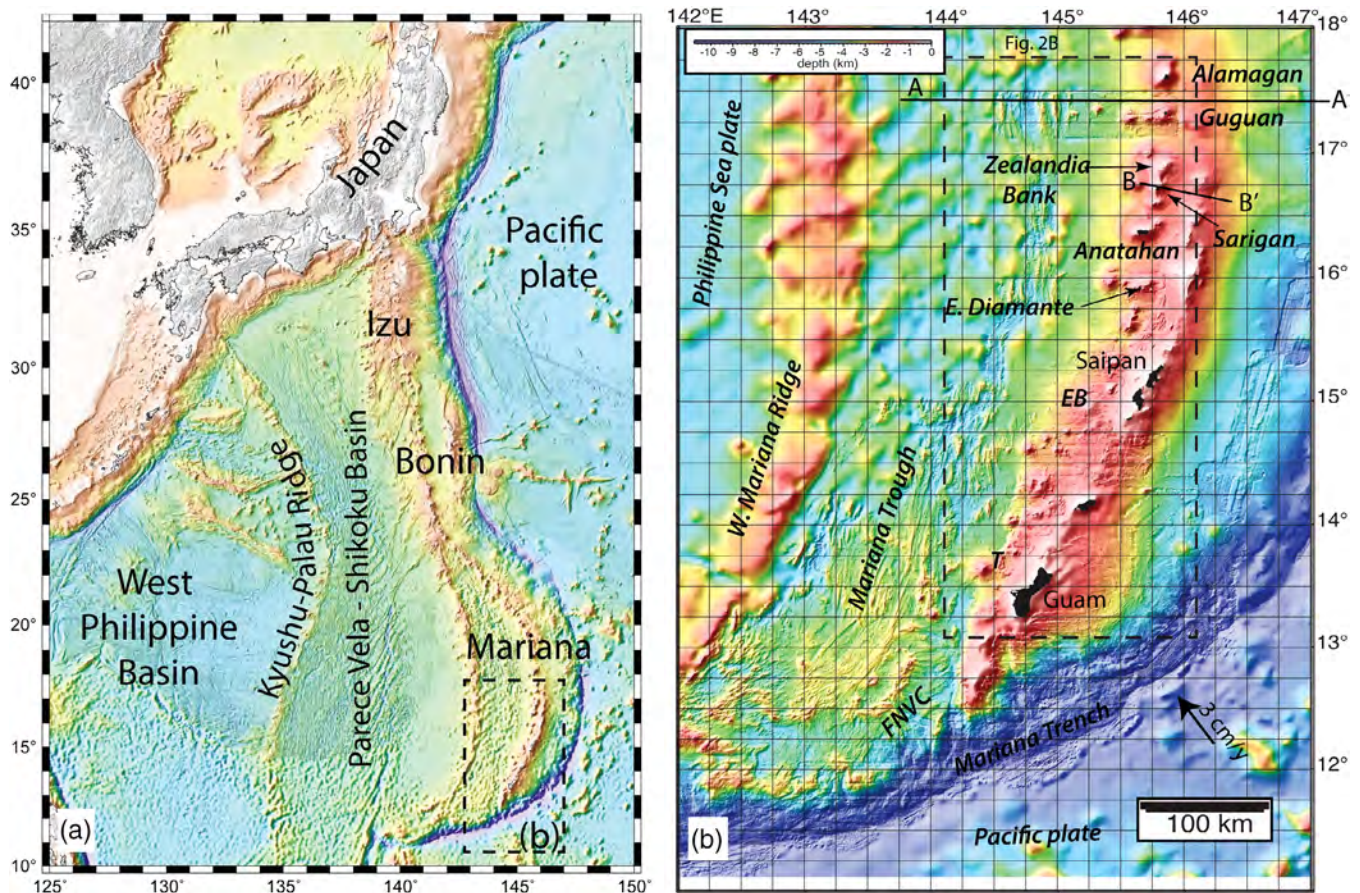 40°
35°
30°
25°
20°
15°
10°
125°
130°
135°
140°
145°
150°
Japan
Pacific
plate
Izu
Bonin
Kyushu-Palau Ridge
Parece Vela - Shikoku Basin
West
Philippine
Basin
Mariana
(a)
(b)
142°E
143°
144°
145°
146°
147°
18°
17°
16°
15°
14°
13°
12°
-10 -9 -8 -7 -6 -5 -4 -3 -2 -1 0
depth (km)
Fig. 2B
Alamagan
A
A
Guguan
Philippine Sea plate
Zealandia
Bank
B
B'
Sarigan
Anatahan
E. Diamante
Saipan
EB
W. Mariana Ridge
Mariana Trough
T
Guam
FNVC
Mariana Trench
3 cm/y
100 km
Pacific plate
(b)